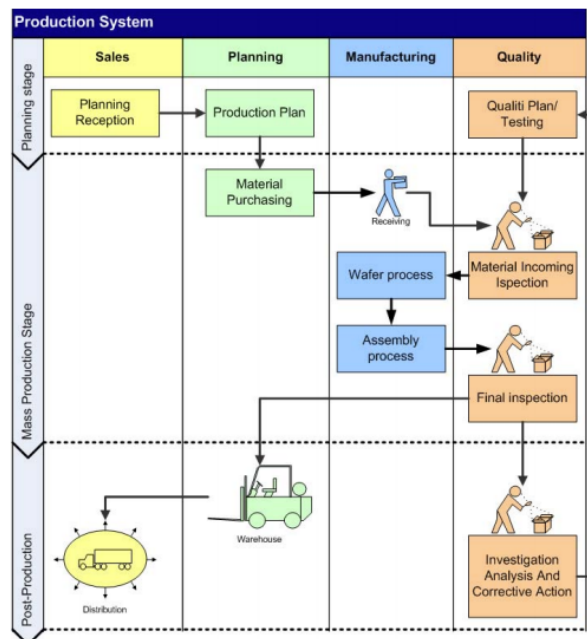 Production System
Sales
Planning
Manufacturing
Quality
Planning stage
Planning
Reception
Production Plan
Qualiti Plan/
Testing
Mass Production Stage
Material
Purchasing
Receiving
Material Incoming
Ispection
Wafer process
Assembly
process
Final inspection
Post-Production
Warehouse
Distribution
Investigation
Analysis And
Corrective Action